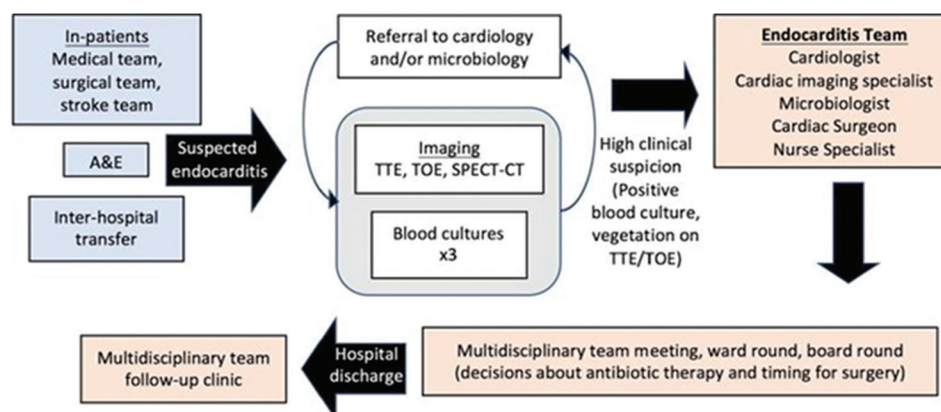 In-patients
Medical team,
surgical team,
stroke team
A&E
Inter-hospital
transfer
Suspected
endocarditis
Referral to cardiology
and/or microbiology
Imaging
TTE, TOE, SPECT-CT
Blood cultures
x3
High clinical
suspicion
(Positive
blood culture,
vegetation on
TTE/TOE)
Endocarditis Team
Cardiologist
Cardiac imaging specialist
Microbiologist
Cardiac Surgeon
Nurse Specialist
Multidisciplinary team meeting, ward round, board round
(decisions about antibiotic therapy and timing for surgery)
Hospital
discharge
Multidisciplinary team
follow-up clinic